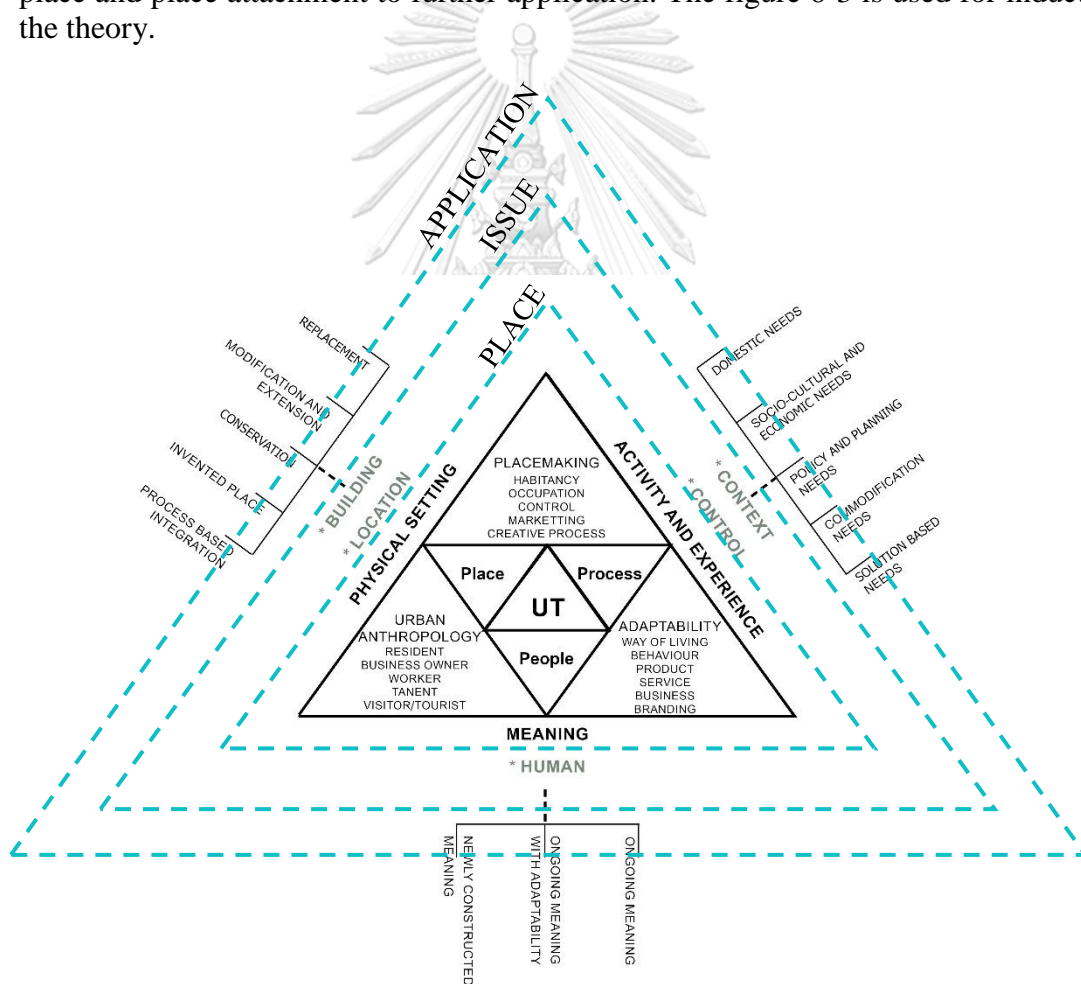 place and place attachment to further application. The figure 6-3 is used for induct
the theory.
APPLICATION
ISSUE
PLACE
REPLACEMENT
MODIFICATION AND
EXTENSION
CONSERVATION
INVENTED PLACE
PROCESS BASED
INTEGRATION
* BUILDING
* LOCATION
PHYSICAL SETTING
DOMESTIC NEEDS
SOCIO-CULTURAL AND
ECONOMIC NEEDS
POLICY AND PLANNING
NEEDS
COMMODIFICATION
NEEDS
SOLUTION BASED
NEEDS
* CONTEXT
* CONTROL
ACTIVITY AND EXPERIENCE
PLACEMAKING
HABITANCY
OCCUPATION
CONTROL
MARKETTING
CREATIVE PROCESS
Place
Process
UT
People
URBAN
ANTHROPOLOGY
RESIDENT
BUSINESS OWNER
WORKER
TANENT
VISITOR/TOURIST
ADAPTABILITY
WAY OF LIVING
BEHAVIOUR
PRODUCT
SERVICE
BUSINESS
BRANDING
MEANING
* HUMAN
NEWLY CONSTRUCTED
MEANING
ONGOING MEANING
WITH ADAPTABILITY
ONGOING MEANING